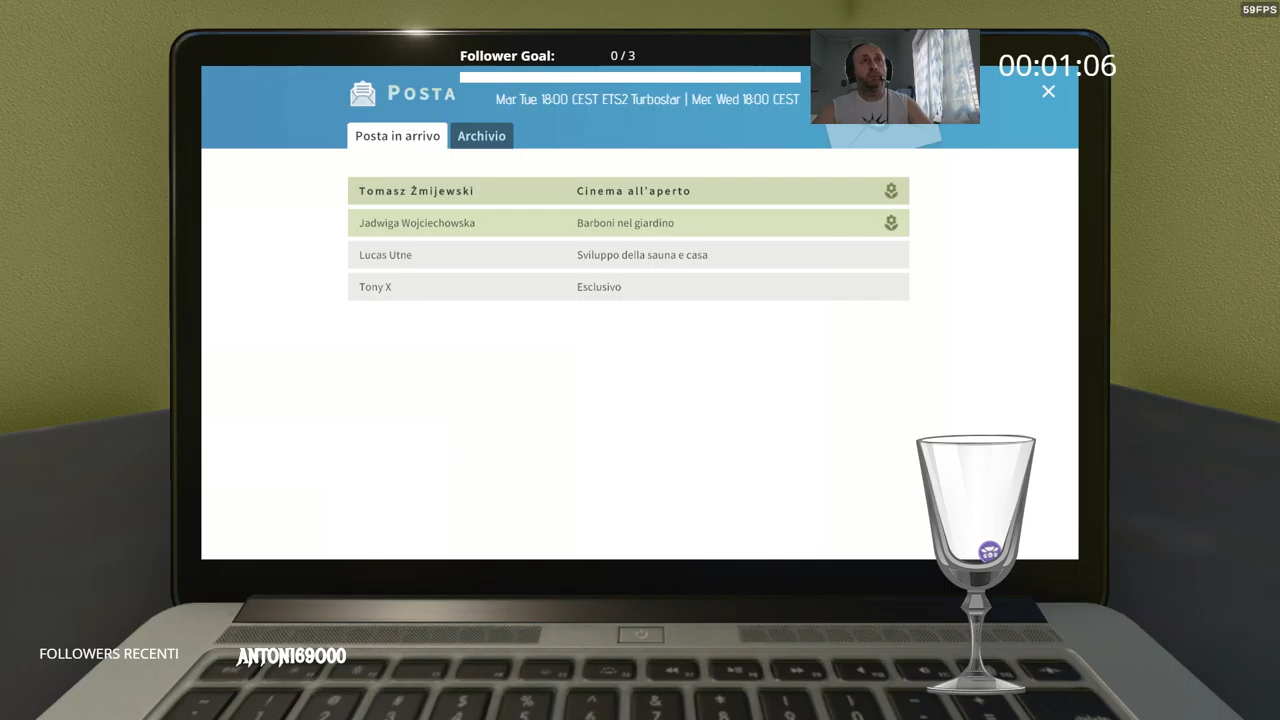 59FPS
Follower Goal: 0 / 3
00:01:06
POSTA
Mar Tue 18:00 CEST ETS2 Turbostar | Mer Wed 18:00 CEST
Posta in arrivo Archivio
Tomasz Żmijewski Cinema all'aperto
Jadwiga Wojciechowska Barboni nel giardino
Lucas Utne Sviluppo della sauna e casa
Tony X Esclusivo
FOLLOWERS RECENTI ANTONI69000